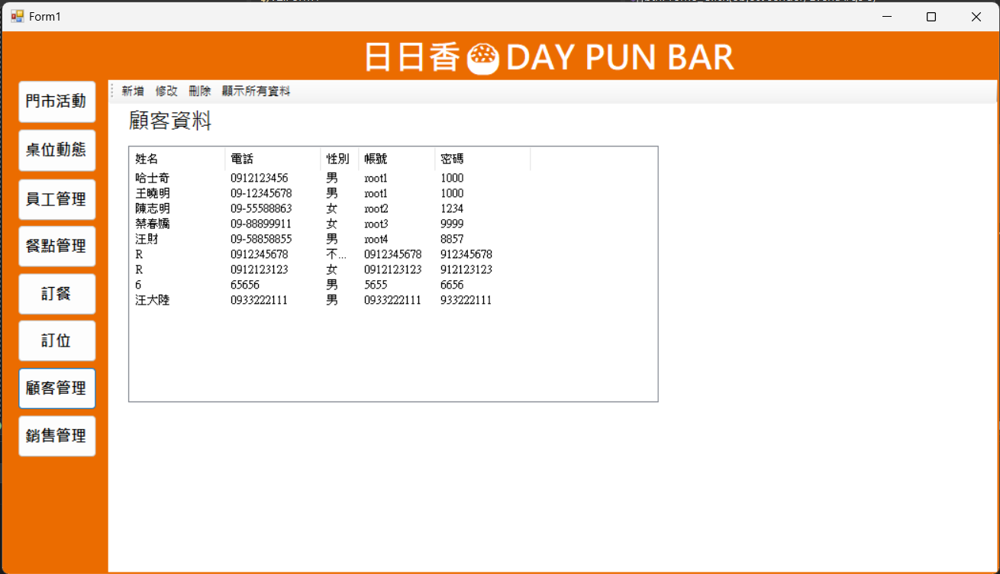 Form1
日日香 DAY PUN BAR
新增 修改 刪除 顯示所有資料
顧客資料
門市活動
桌位動態
員工管理
餐點管理
訂餐
訂位
顧客管理
銷售管理
姓名 電話 性別 帳號 密碼
哈士奇 0912123456 男 root1 1000
王曉明 09-12345678 男 root1 1000
陳志明 09-55588863 女 root2 1234
蔡春嬌 09-88899911 女 root3 9999
汪財 09-58858855 男 root4 8857
R 0912345678 不... 0912345678 912345678
R 0912123123 女 0912123123 912123123
6 65656 男 5655 6656
汪大陸 0933222111 男 0933222111 933222111